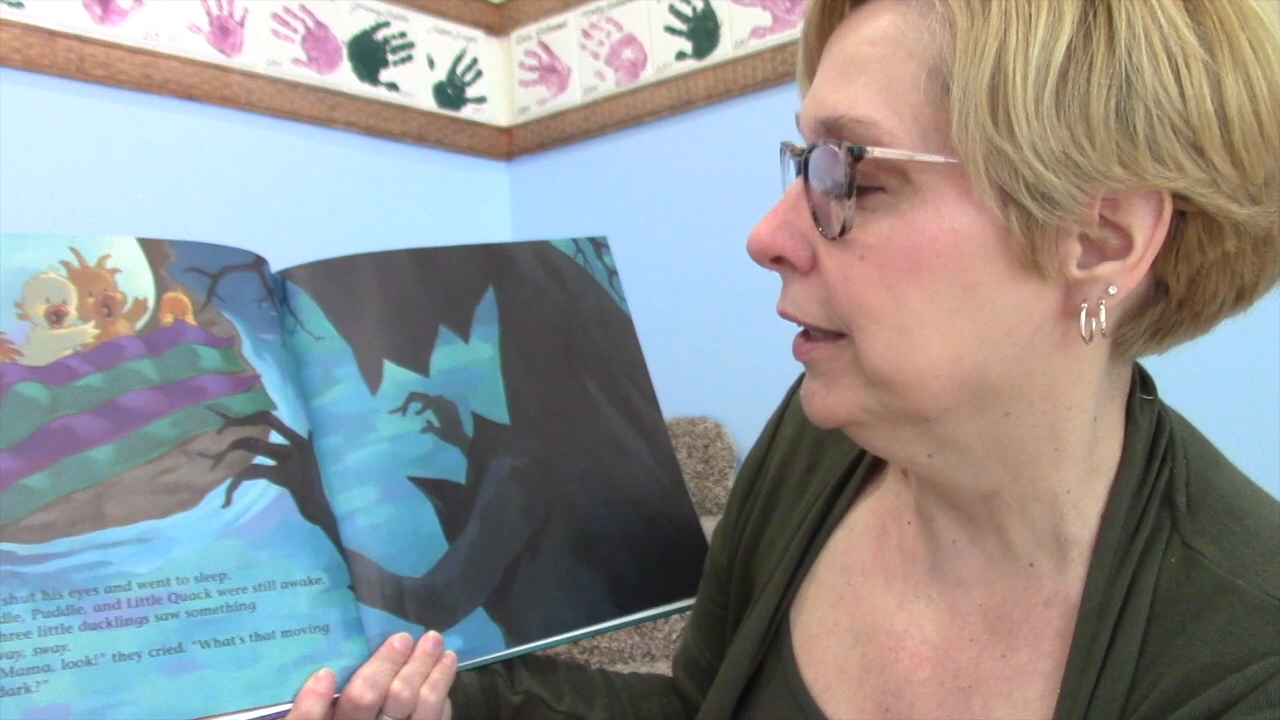 shut his eyes and went to sleep.
dle, Puddle, and Little Quack were still awake.
hree little ducklings saw something
ay, sway.
Mama, look!" they cried. "What's that moving
dark?"